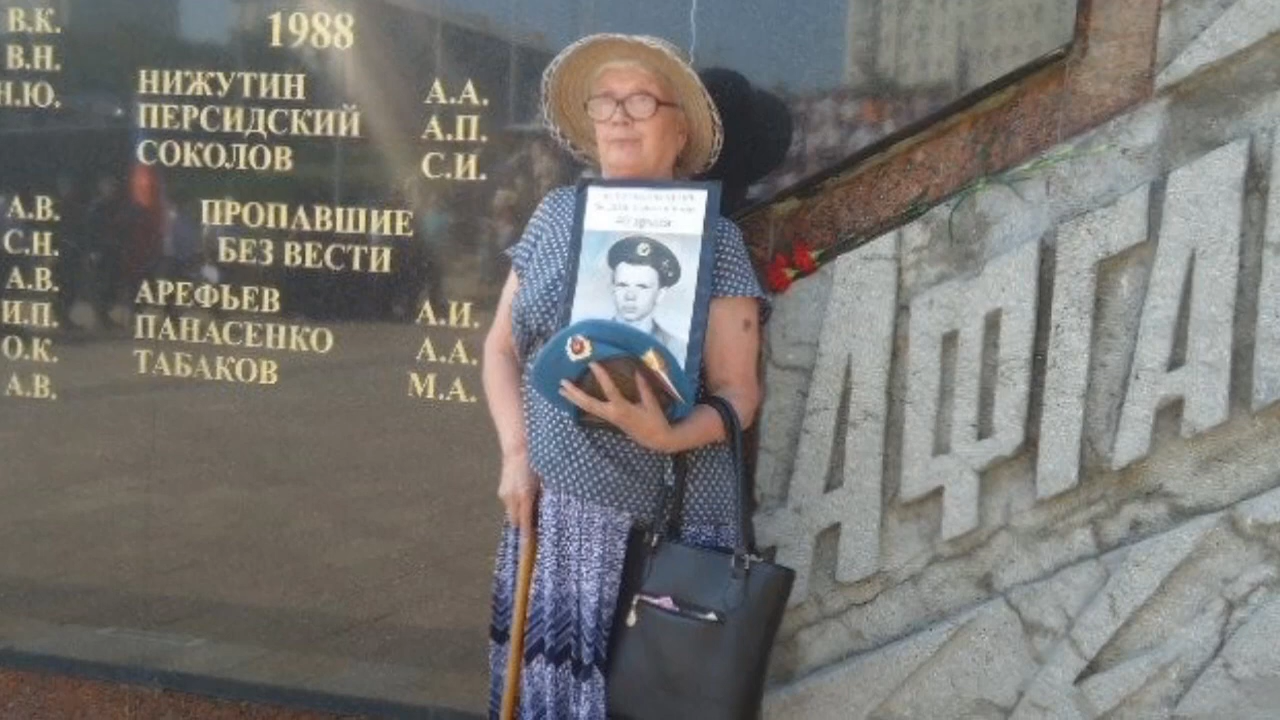 В.К.
В.Н.
Н.Ю.
А.В.
С.Н.
А.В.
И.П.
О.К.
А.В.
1988
НИЖУТИН А.А.
ПЕРСИДСКИЙ А.П.
СОКОЛОВ С.И.
ПРОПАВШИЕ
БЕЗ ВЕСТИ
АРЕФЬЕВ А.И.
ПАНАСЕНКО А.А.
ТАБАКОВ М.А.
АФГА